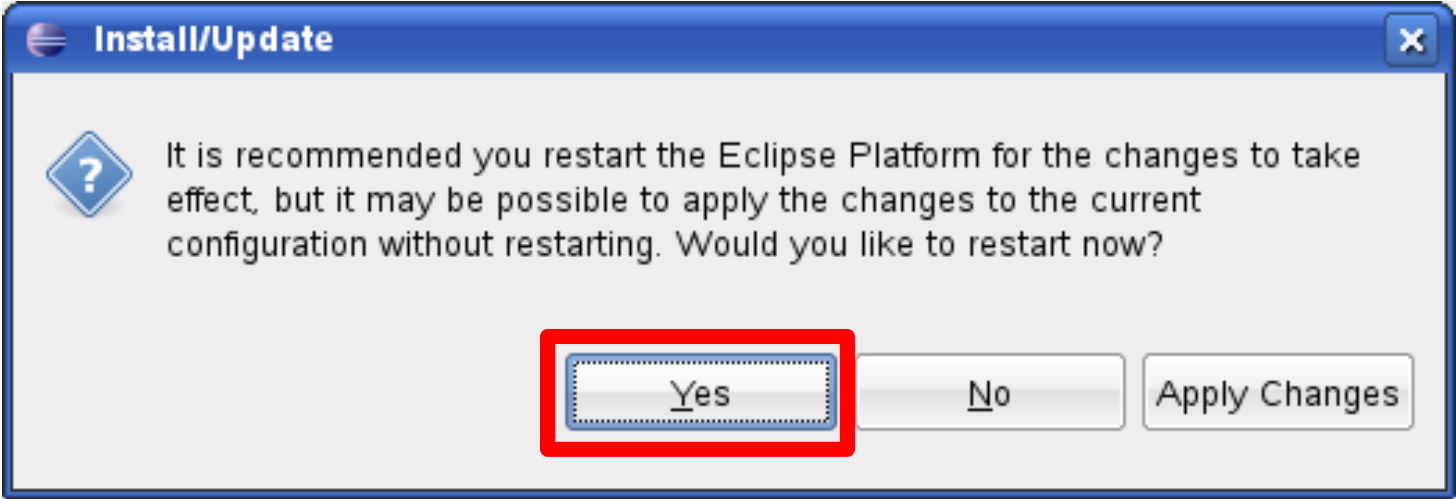 Install/Update
It is recommended you restart the Eclipse Platform for the changes to take
effect, but it may be possible to apply the changes to the current
configuration without restarting. Would you like to restart now?
Yes No Apply Changes